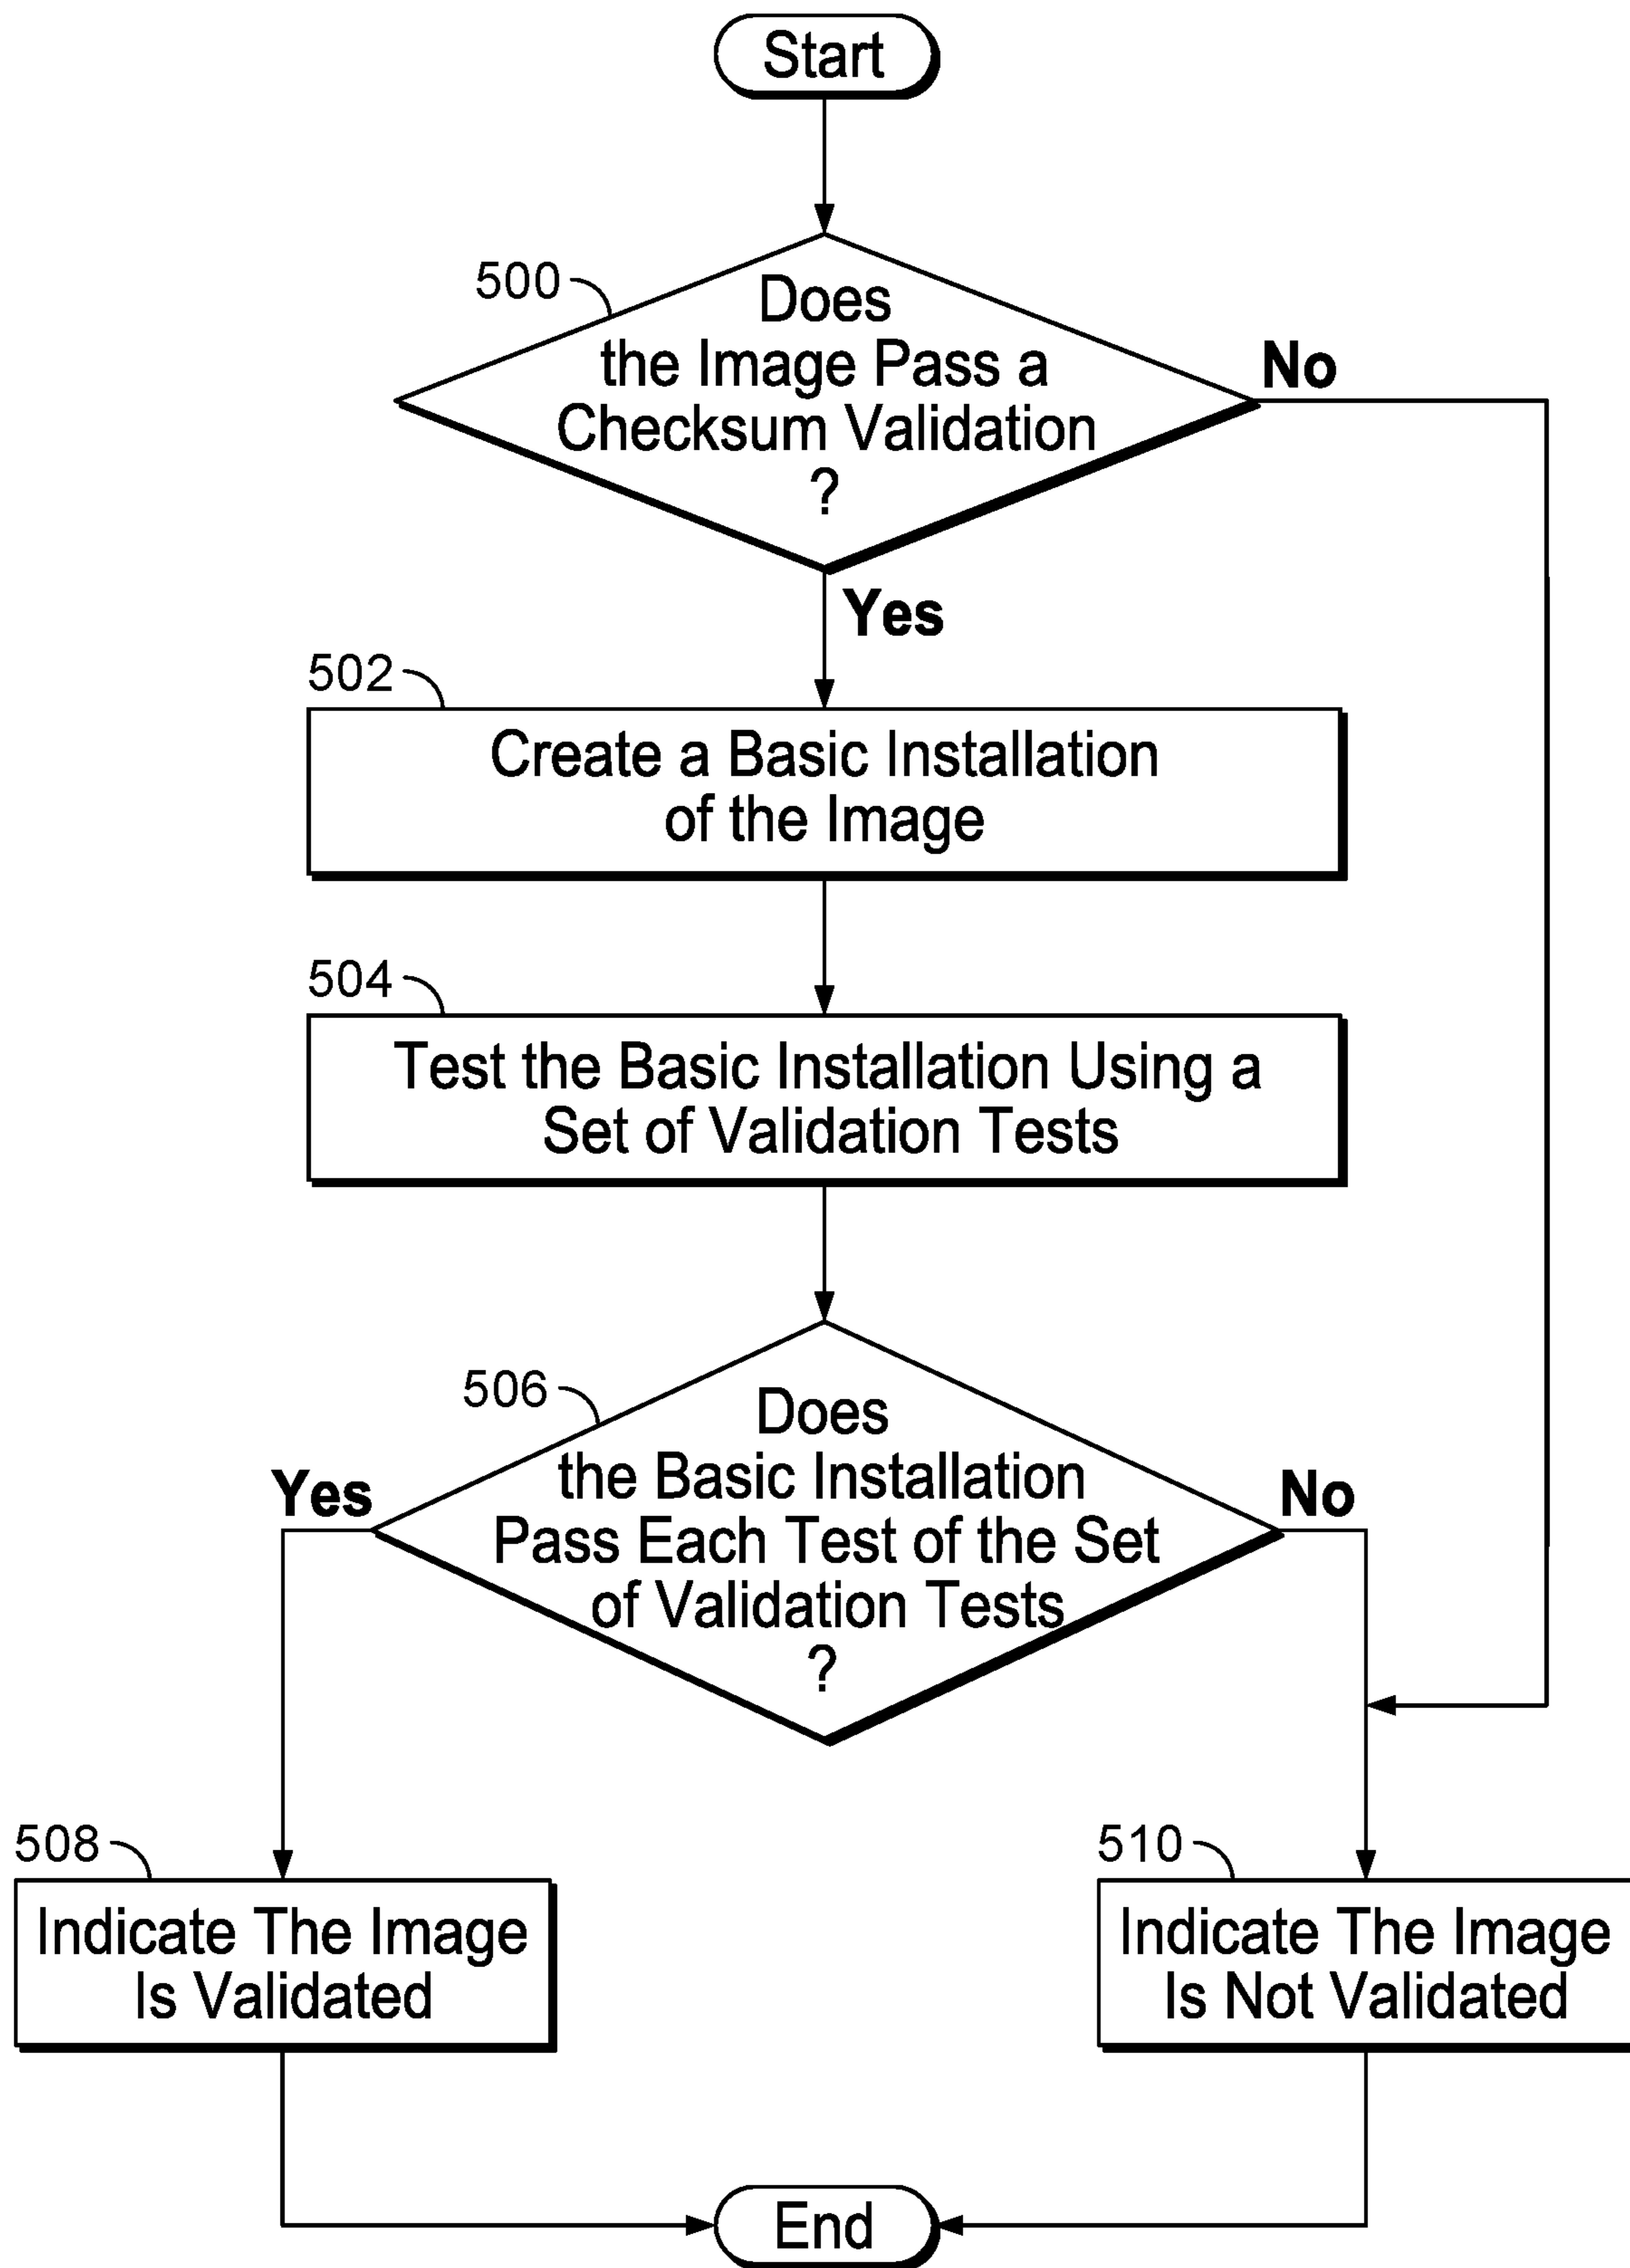 Start
500
Does
the Image Pass a
Checksum Validation
?
No
Yes
502
Create a Basic Installation
of the Image
504
Test the Basic Installation Using a
Set of Validation Tests
506
Does
the Basic Installation
Pass Each Test of the Set
of Validation Tests
?
Yes
No
508
Indicate The Image
Is Validated
510
Indicate The Image
Is Not Validated
End